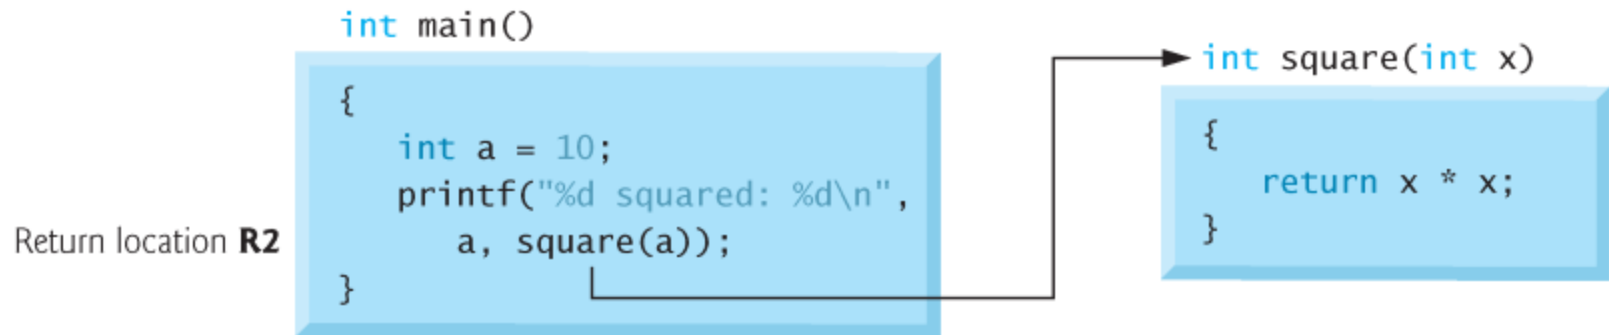 int main()
{
int a = 10;
printf("%d squared: %d\n",
Return location R2
a, square(a));
}
int square(int x)
{
return x * x;
}